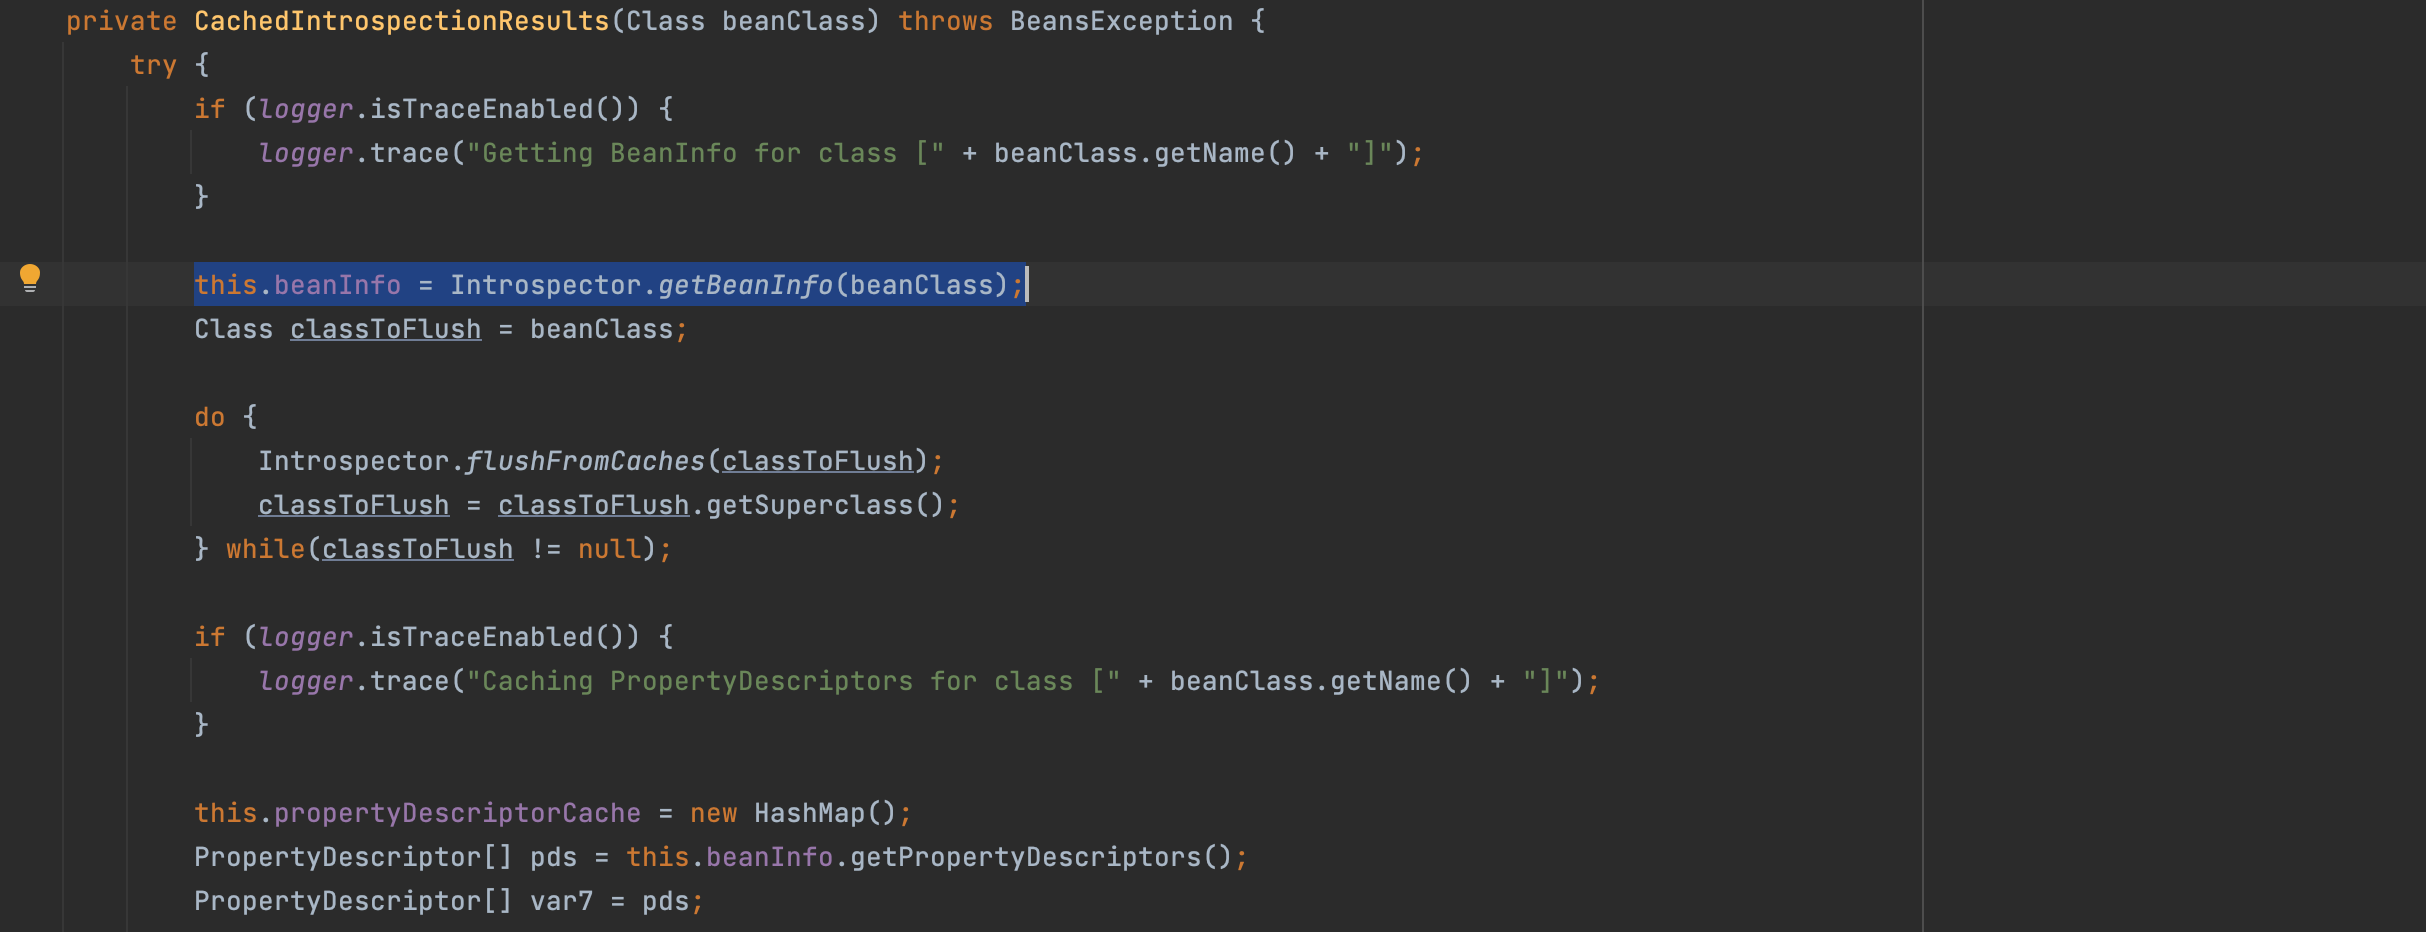 private CachedIntrospectionResults(Class beanClass) throws BeansException {
try {
if (logger.isTraceEnabled()) {
logger.trace("Getting BeanInfo for class [" + beanClass.getName() + "]");
}
this.beanInfo = Introspector.getBeanInfo(beanClass);
Class classToFlush = beanClass;
do {
Introspector.flushFromCaches(classToFlush);
classToFlush = classToFlush.getSuperclass();
} while(classToFlush != null);
if (logger.isTraceEnabled()) {
logger.trace("Caching PropertyDescriptors for class [" + beanClass.getName() + "]");
}
this.propertyDescriptorCache = new HashMap();
PropertyDescriptor[] pds = this.beanInfo.getPropertyDescriptors();
PropertyDescriptor[] var7 = pds;